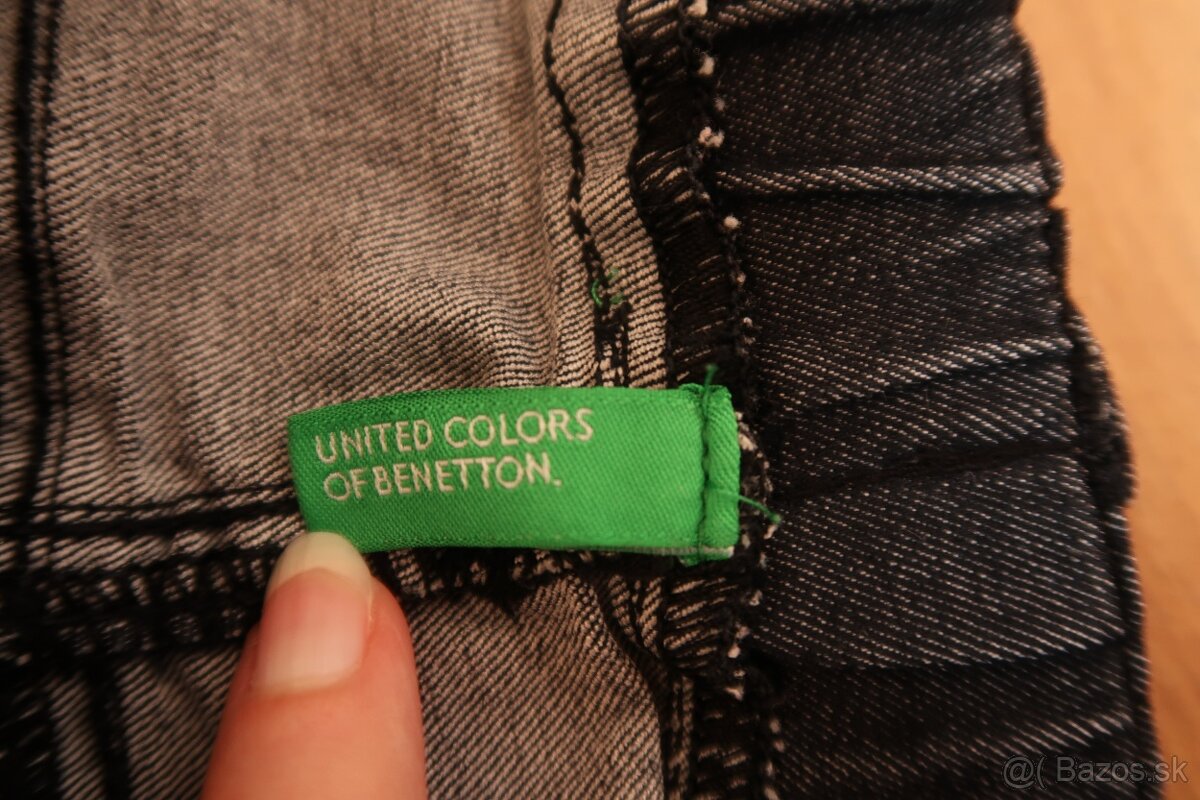 UNITED COLORS
OF BENETTON.
@( Bazos.sk